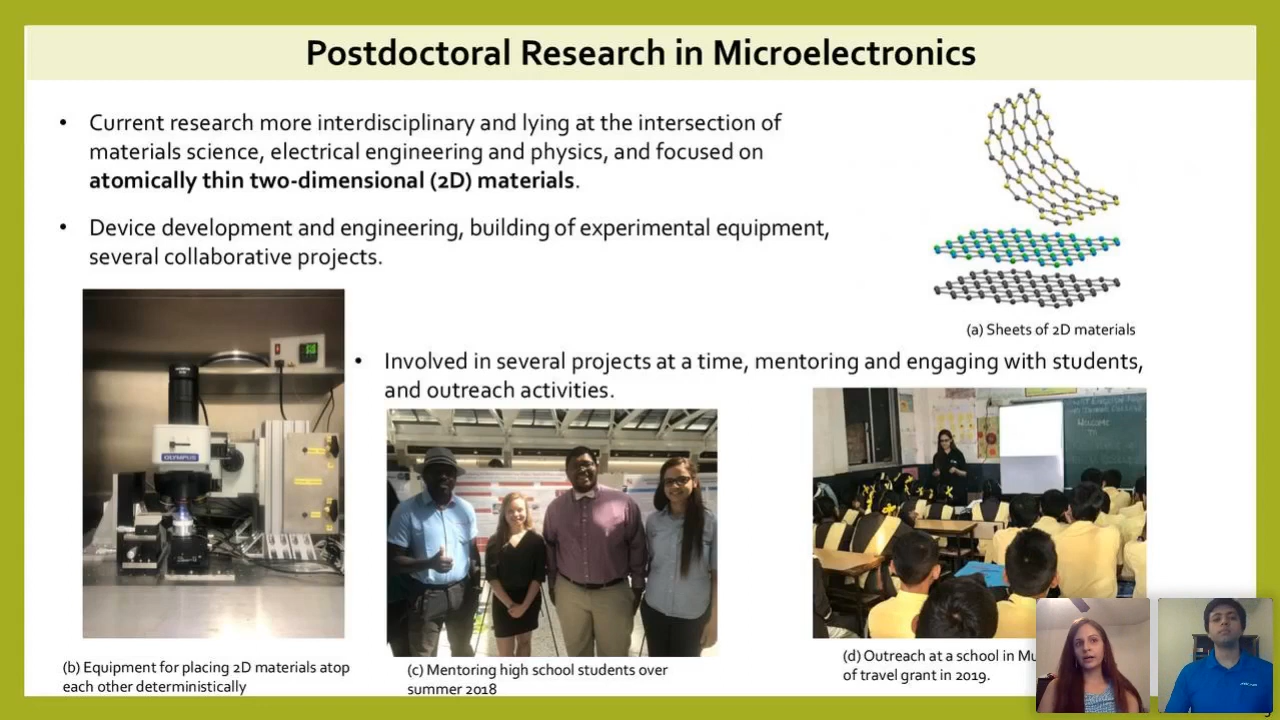 Postdoctoral Research in Microelectronics
• Current research more interdisciplinary and lying at the intersection of
materials science, electrical engineering and physics, and focused on
atomically thin two-dimensional (2D) materials.
• Device development and engineering, building of experimental equipment,
several collaborative projects.
(a) Sheets of 2D materials
• Involved in several projects at a time, mentoring and engaging with students,
and outreach activities.
OLYMPUS
WELCOME
TO
(b) Equipment for placing 2D materials atop
each other deterministically
(c) Mentoring high school students over
summer 2018
(d) Outreach at a school in
of travel grant in 2019.